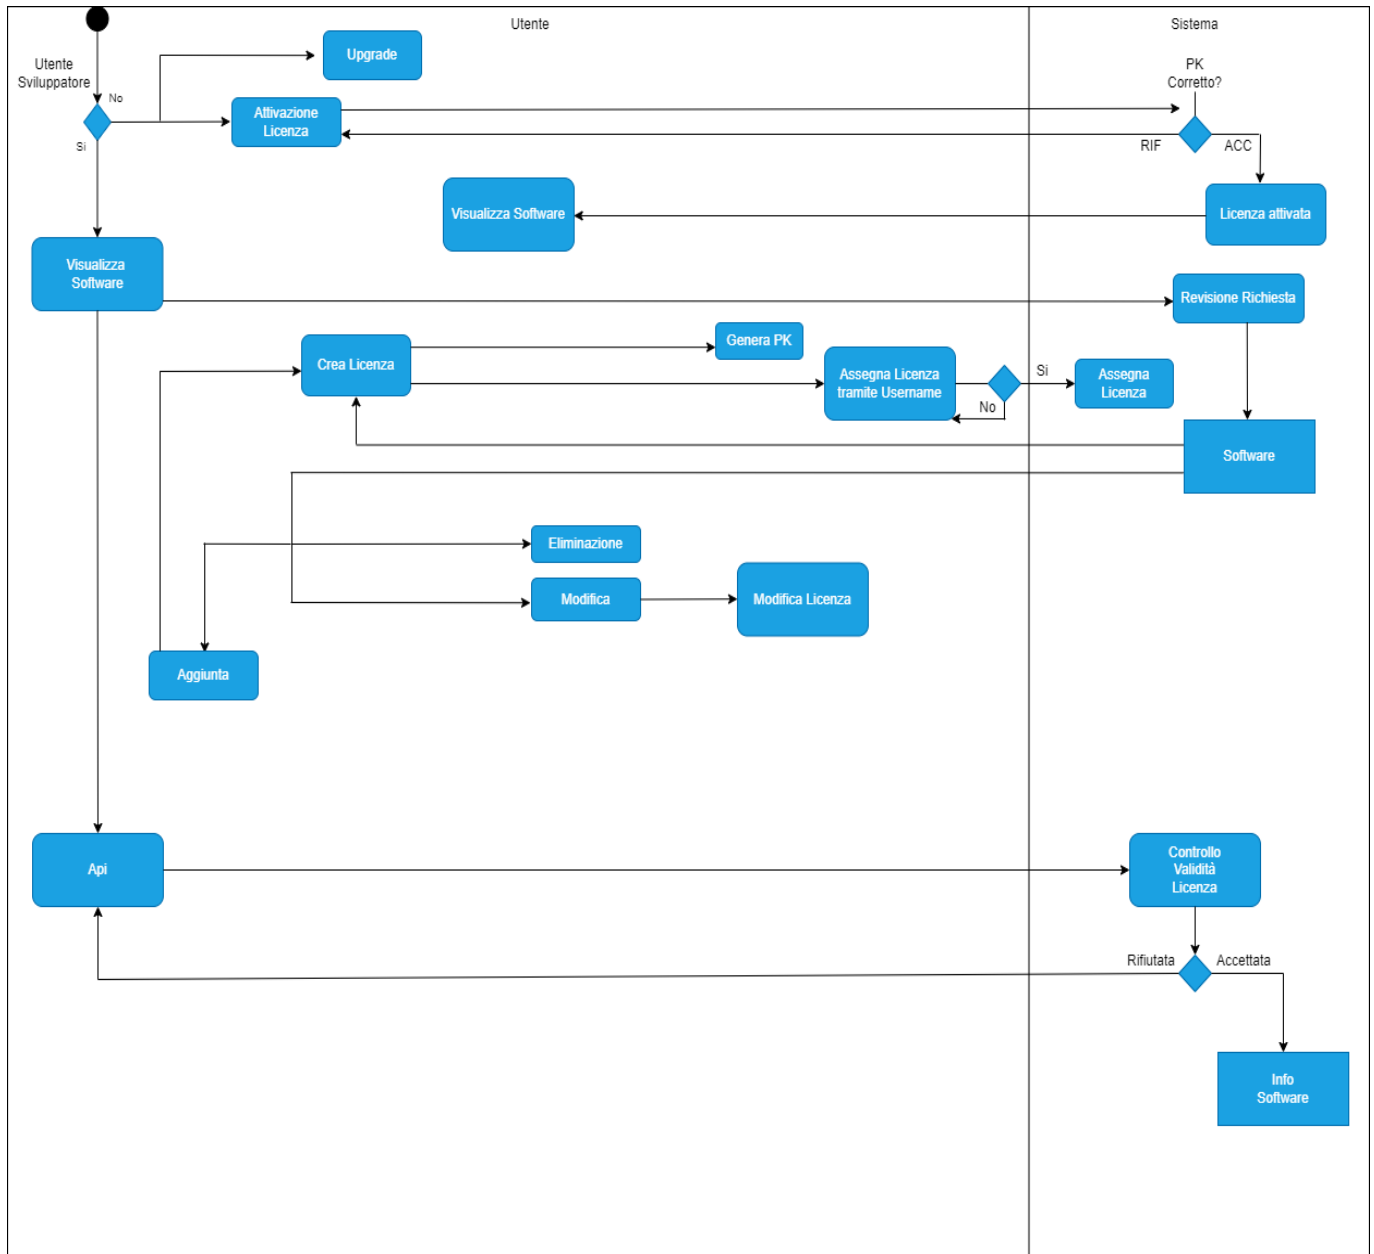 Utente
Sistema
Utente
Sviluppatore
Upgrade
PK
Corretto?
No
Attivazione
Licenza
Si
RIF
ACC
Visualizza Software
Licenza attivata
Visualizza
Software
Revisione Richiesta
Genera PK
Crea Licenza
Assegna Licenza
tramite Username
Si
No
Assegna
Licenza
Software
Eliminazione
Modifica
Modifica Licenza
Aggiunta
Api
Controllo
Validità
Licenza
Rifiutata
Accettata
Info
Software